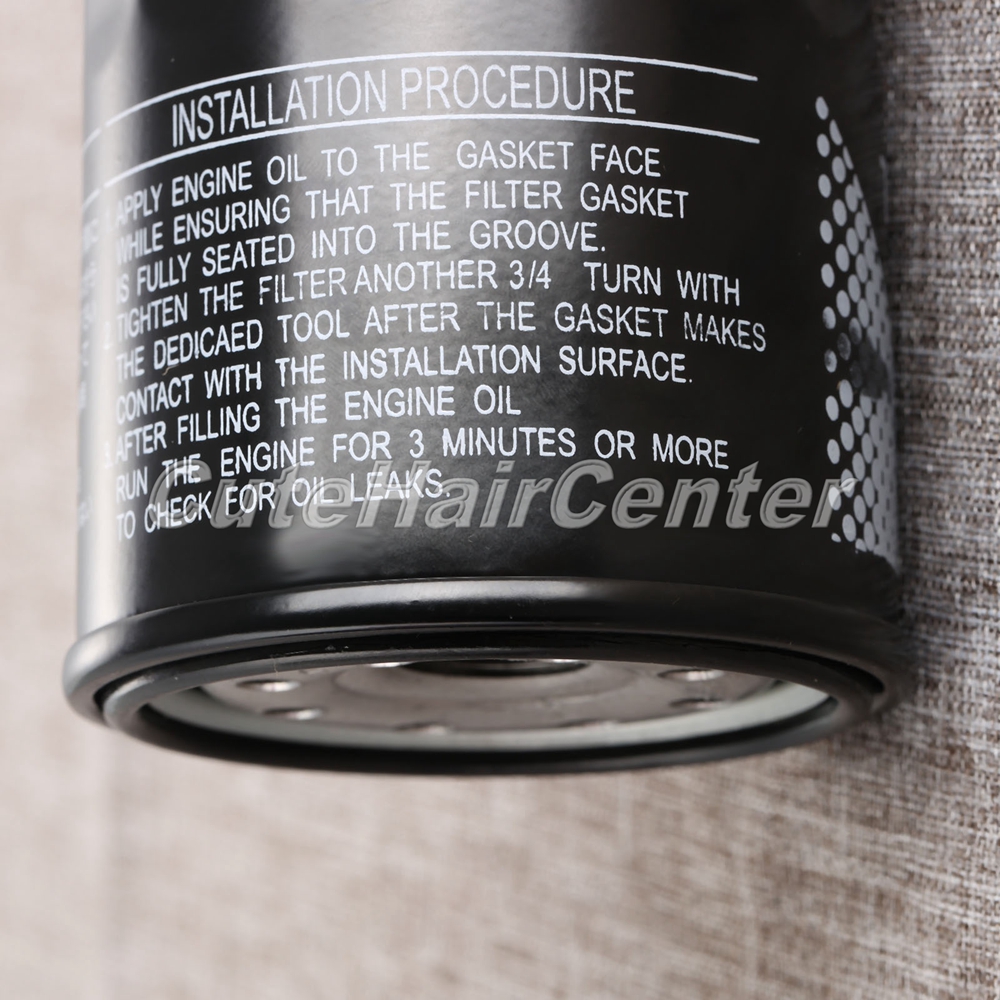 INSTALLATION PROCEDURE
APPLY ENGINE OIL TO THE GASKET FACE
WHILE ENSURING THAT THE FILTER GASKET
IS FULLY SEATED INTO THE GROOVE.
TIGHTEN THE FILTER ANOTHER 3/4 TURN WITH
THE DEDICAED TOOL AFTER THE GASKET MAKES
CONTACT WITH THE INSTALLATION SURFACE.
AFTER FILLING THE ENGINE OIL
RUN THE ENGINE FOR 3 MINUTES OR MORE
TO CHECK FOR OIL LEAKS.
CuteHairCenter